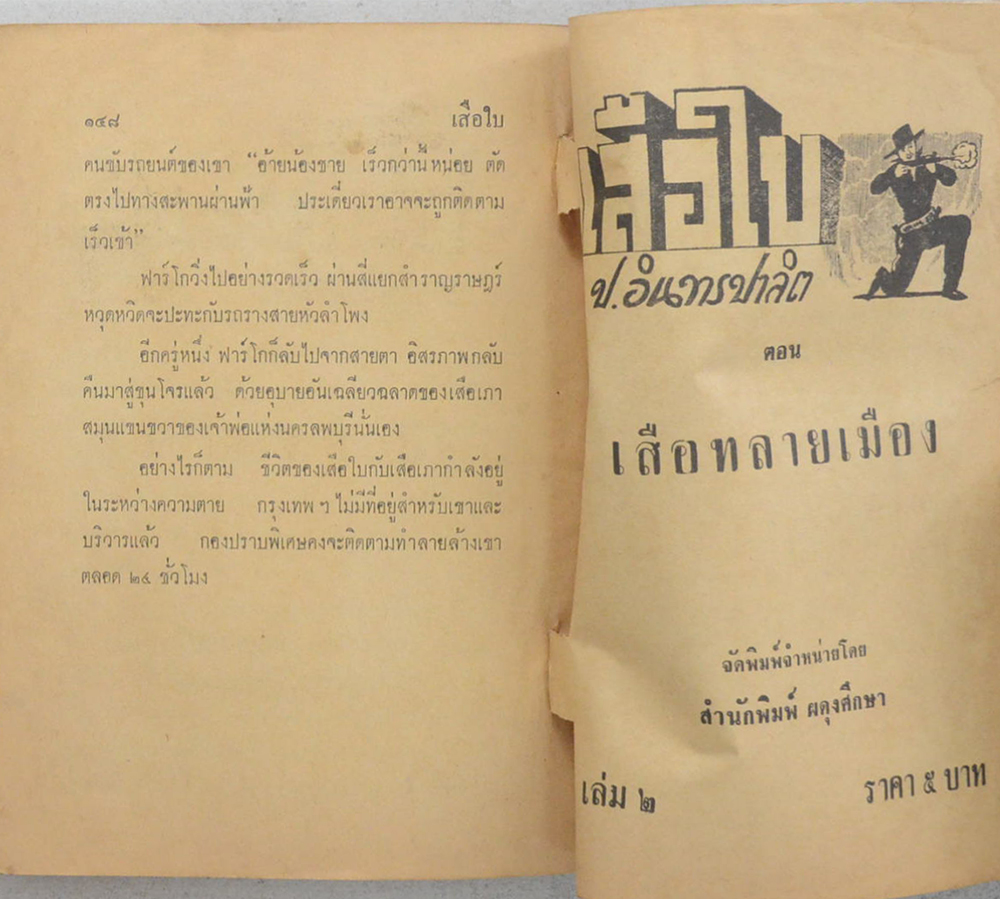 ๑๔๘ เสือใบ
คนขับรถยนต์ของเขา “อ้ายน้องชาย เร็วกว่านี้หน่อย ตัด
ตรงไปทางสะพานผ่านฟ้า ประเดี๋ยวเราอาจจะถูกติดตาม
เร็วเข้า”
ฟาร์โกวิ่งไปอย่างรวดเร็ว ผ่านสี่แยกสำราญราษฎร์
หวุดหวิดจะปะทะกับรถรางสายหัวลำโพง
อีกครู่หนึ่ง ฟาร์โกก็ลับไปจากสายตา อิสรภาพกลับ
คืนมาสู่ขุนโจรแล้ว ด้วยอุบายอันเฉลียวฉลาดของเสือเภา
สมุนแขนขวาของเจ้าพ่อแห่งนครลพบุรีนั่นเอง
อย่างไรก็ตาม ชีวิตของเสือใบกับเสือเภากำลังอยู่
ในระหว่างความตาย กรุงเทพ ฯ ไม่มีที่อยู่สำหรับเขาและ
บริวารแล้ว กองปราบพิเศษคงจะติดตามทำลายล้างเขา
ตลอด ๒๔ ชั่วโมง
เสือใบ
ป. อินทรปาลิต
ตอน
เสือทลายเมือง
จัดพิมพ์จำหน่ายโดย
สำนักพิมพ์ ผดุงศึกษา
เล่ม ๒ ราคา ๕ บาท